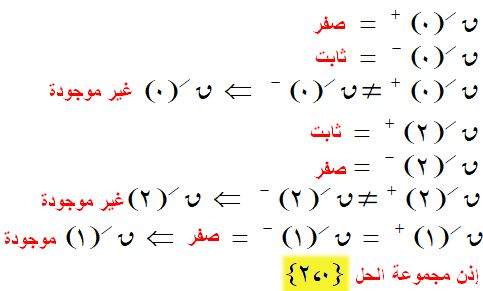 ن′(٠)⁺ = صفر
ن′(٠)⁻ = ثابت
ن′(٠)⁺ ≠ ن′(٠)⁻ ⇐ ن′(٠) غير موجودة
ن′(٢)⁺ = ثابت
ن′(٢)⁻ = صفر
ن′(٢)⁺ ≠ ن′(٢)⁻ ⇐ ن′(٢) غير موجودة
ن′(١)⁺ = ن′(١)⁻ = صفر ⇐ ن′(١) موجودة
إذن مجموعة الحل {٢،٠}